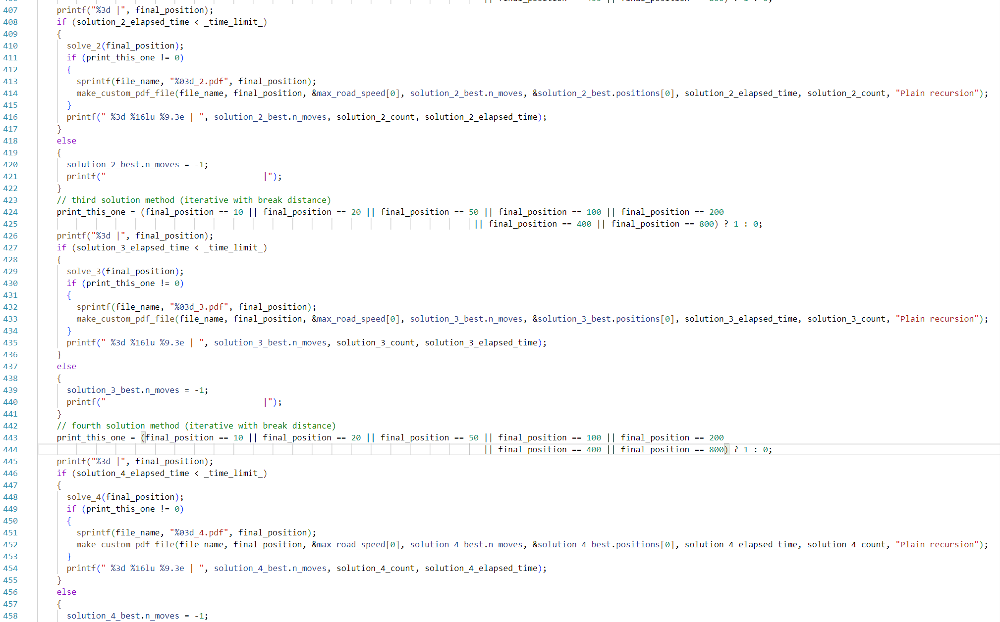 406 || final_position == 400 || final_position == 800) ? 1 : 0;
407 printf("%3d |", final_position);
408 if (solution_2_elapsed_time < _time_limit_)
409 {
410 solve_2(final_position);
411 if (print_this_one != 0)
412 {
413 sprintf(file_name, "%03d_2.pdf", final_position);
414 make_custom_pdf_file(file_name, final_position, &max_road_speed[0], solution_2_best.n_moves, &solution_2_best.positions[0], solution_2_elapsed_time, solution_2_count, "Plain recursion");
415 }
416 printf(" %3d %16lu %9.3e | ", solution_2_best.n_moves, solution_2_count, solution_2_elapsed_time);
417 }
418 else
419 {
420 solution_2_best.n_moves = -1;
421 printf("                                |");
422 }
423 // third solution method (iterative with break distance)
424 print_this_one = (final_position == 10 || final_position == 20 || final_position == 50 || final_position == 100 || final_position == 200
425 || final_position == 400 || final_position == 800) ? 1 : 0;
426 printf("%3d |", final_position);
427 if (solution_3_elapsed_time < _time_limit_)
428 {
429 solve_3(final_position);
430 if (print_this_one != 0)
431 {
432 sprintf(file_name, "%03d_3.pdf", final_position);
433 make_custom_pdf_file(file_name, final_position, &max_road_speed[0], solution_3_best.n_moves, &solution_3_best.positions[0], solution_3_elapsed_time, solution_3_count, "Plain recursion");
434 }
435 printf(" %3d %16lu %9.3e | ", solution_3_best.n_moves, solution_3_count, solution_3_elapsed_time);
436 }
437 else
438 {
439 solution_3_best.n_moves = -1;
440 printf("                                |");
441 }
442 // fourth solution method (iterative with break distance)
443 print_this_one = (final_position == 10 || final_position == 20 || final_position == 50 || final_position == 100 || final_position == 200
444 || final_position == 400 || final_position == 800) ? 1 : 0;
445 printf("%3d |", final_position);
446 if (solution_4_elapsed_time < _time_limit_)
447 {
448 solve_4(final_position);
449 if (print_this_one != 0)
450 {
451 sprintf(file_name, "%03d_4.pdf", final_position);
452 make_custom_pdf_file(file_name, final_position, &max_road_speed[0], solution_4_best.n_moves, &solution_4_best.positions[0], solution_4_elapsed_time, solution_4_count, "Plain recursion");
453 }
454 printf(" %3d %16lu %9.3e | ", solution_4_best.n_moves, solution_4_count, solution_4_elapsed_time);
455 }
456 else
457 {
458 solution_4_best.n_moves = -1;